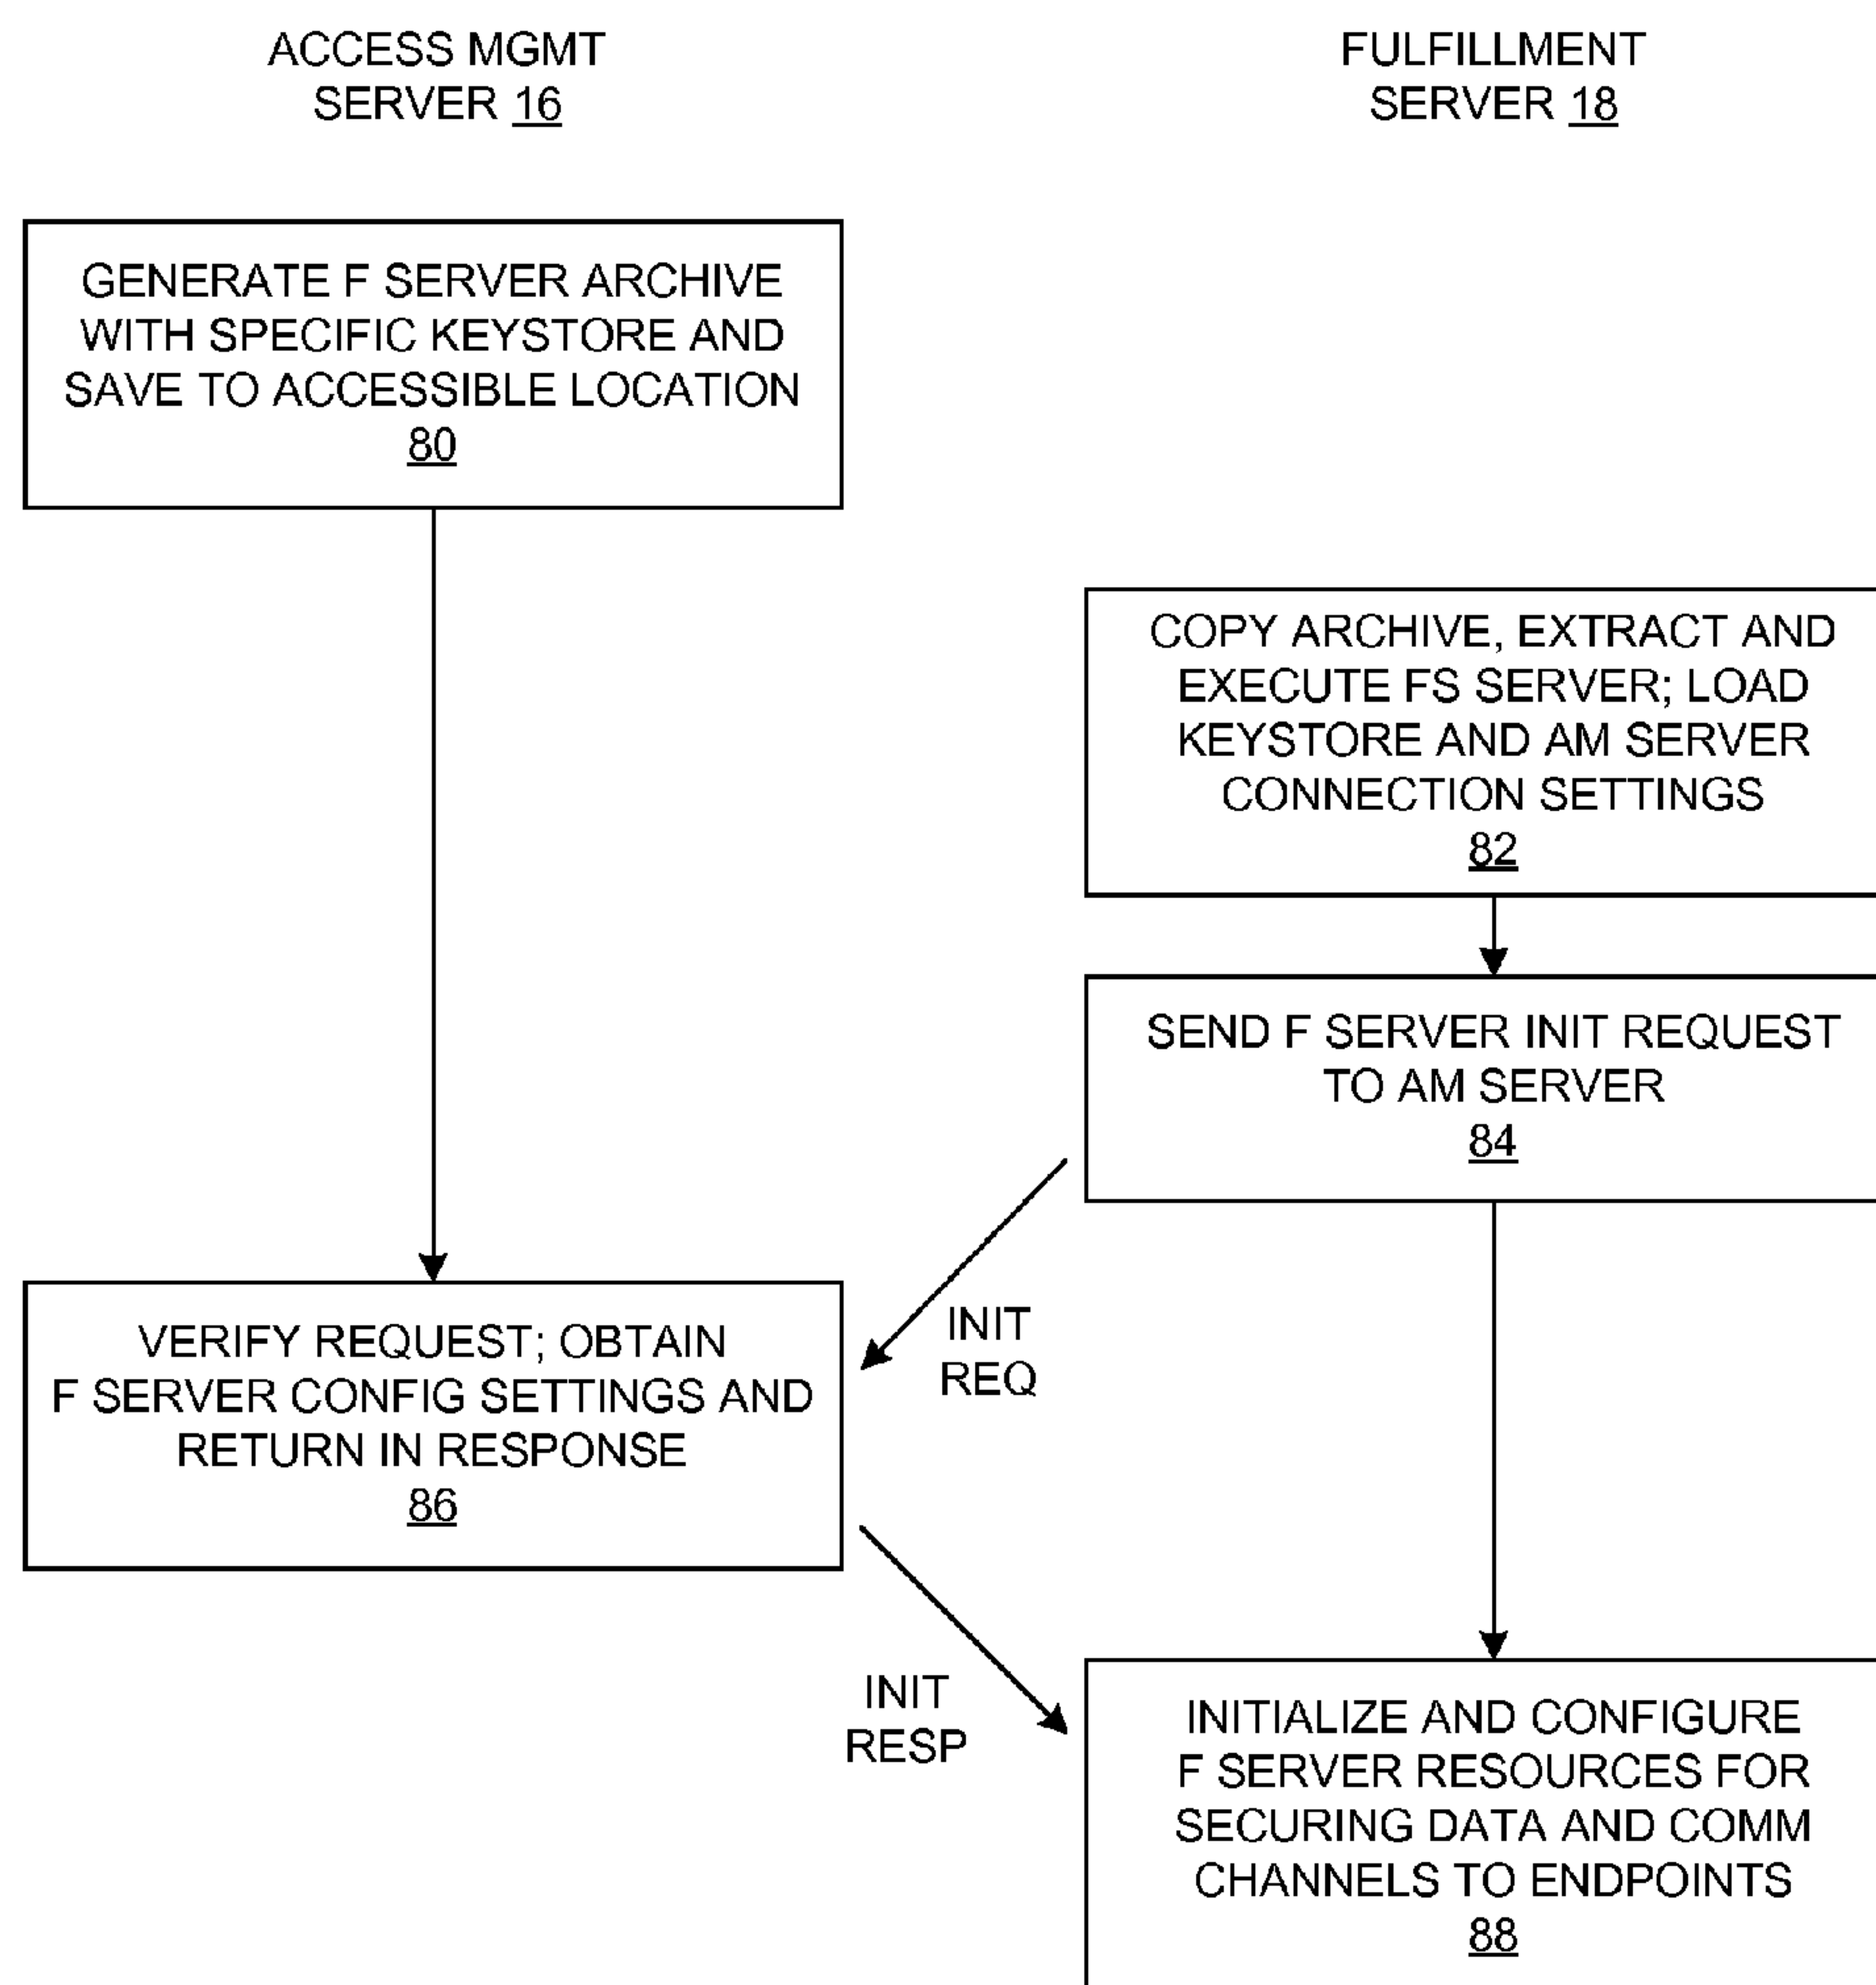 ACCESS MGMT
SERVER 16
FULFILLMENT
SERVER 18
GENERATE F SERVER ARCHIVE
WITH SPECIFIC KEYSTORE AND
SAVE TO ACCESSIBLE LOCATION
80
COPY ARCHIVE, EXTRACT AND
EXECUTE FS SERVER; LOAD
KEYSTORE AND AM SERVER
CONNECTION SETTINGS
82
SEND F SERVER INIT REQUEST
TO AM SERVER
84
INIT
REQ
VERIFY REQUEST; OBTAIN
F SERVER CONFIG SETTINGS AND
RETURN IN RESPONSE
86
INIT
RESP
INITIALIZE AND CONFIGURE
F SERVER RESOURCES FOR
SECURING DATA AND COMM
CHANNELS TO ENDPOINTS
88